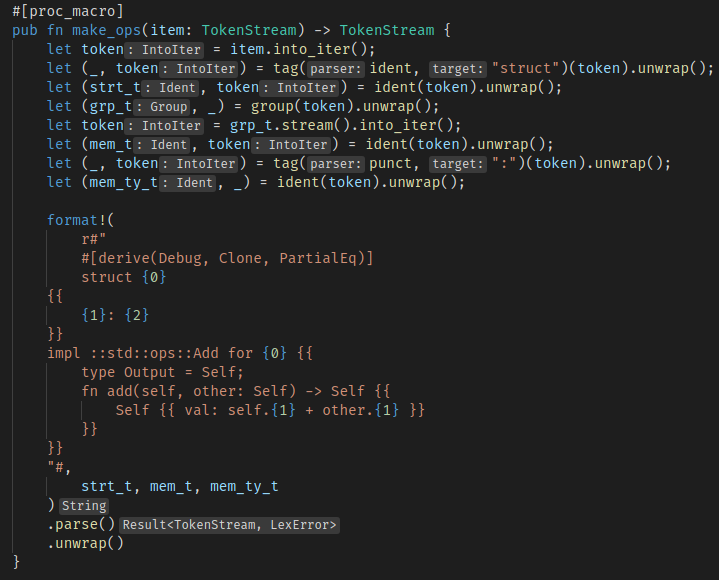 #[proc_macro]
pub fn make_ops(item: TokenStream) -> TokenStream {
    let token: IntoIter = item.into_iter();
    let (_, token: IntoIter) = tag(parser: ident, target: "struct")(token).unwrap();
    let (strt_t: Ident, token: IntoIter) = ident(token).unwrap();
    let (grp_t: Group, _) = group(token).unwrap();
    let token: IntoIter = grp_t.stream().into_iter();
    let (mem_t: Ident, token: IntoIter) = ident(token).unwrap();
    let (_, token: IntoIter) = tag(parser: punct, target: ":")(token).unwrap();
    let (mem_ty_t: Ident, _) = ident(token).unwrap();

    format!(
        r#"
        #[derive(Debug, Clone, PartialEq)]
        struct {0}
    {{
        {1}: {2}
    }}
    impl ::std::ops::Add for {0} {{
        type Output = Self;
        fn add(self, other: Self) -> Self {{
            Self {{ val: self.{1} + other.{1} }}
        }}
    }}
    "#,
        strt_t, mem_t, mem_ty_t
    ) String
    .parse() Result<TokenStream, LexError>
    .unwrap()
}